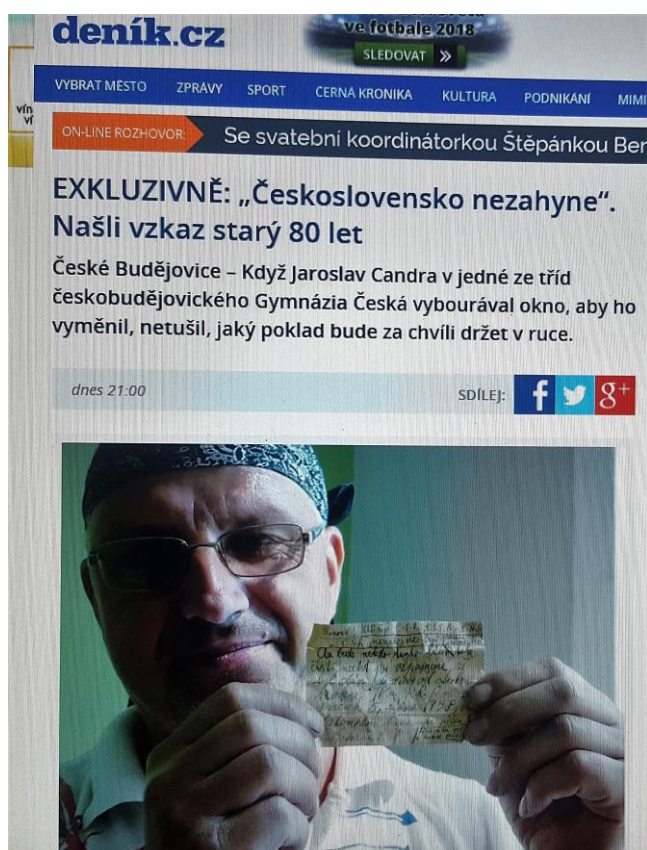 deník.cz
ve fotbale 2018
SLEDOVAT
VYBRAT MĚSTO ZPRÁVY SPORT ČERNÁ KRONIKA KULTURA PODNIKÁNÍ MIMI
ON-LINE ROZHOVOR: Se svatební koordinátorkou Štěpánkou Ber
EXKLUZIVNĚ: „Československo nezahyne“.
Našli vzkaz starý 80 let
České Budějovice – Když Jaroslav Candra v jedné ze tříd
českobudějovického Gymnázia Česká vybourával okno, aby ho
vyměnil, netušil, jaký poklad bude za chvíli držet v ruce.
dnes 21:00 SDÍLEJ: f g+